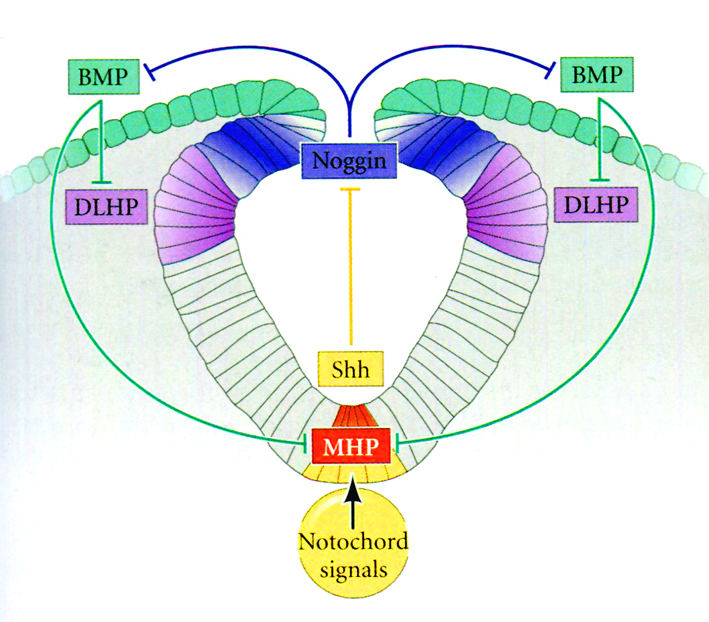 BMP
BMP
Noggin
DLHP
DLHP
Shh
MHP
Notochord
signals